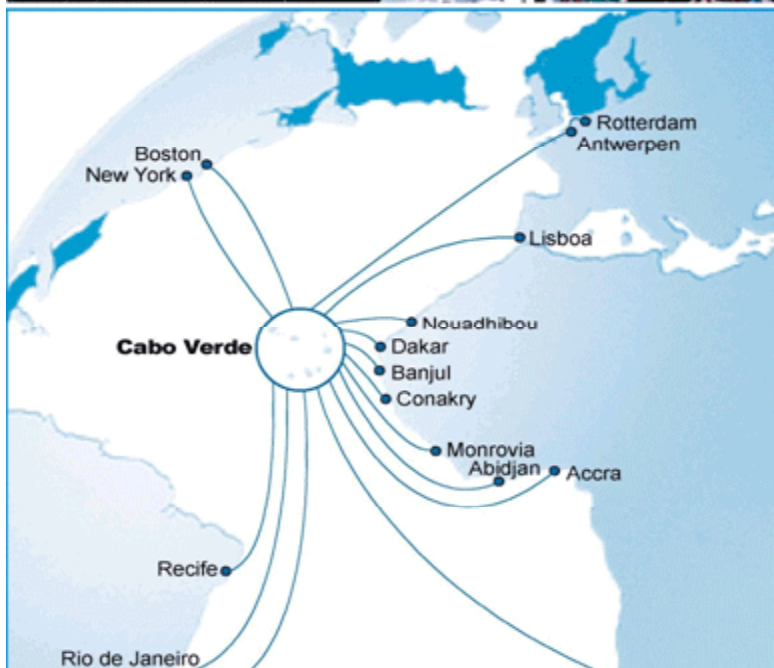 Rotterdam
Antwerpen
Boston
New York
Lisboa
Nouadhibou
Cabo Verde
Dakar
Banjul
Conakry
Monrovia
Abidjan
Accra
Recife
Rio de Janeiro